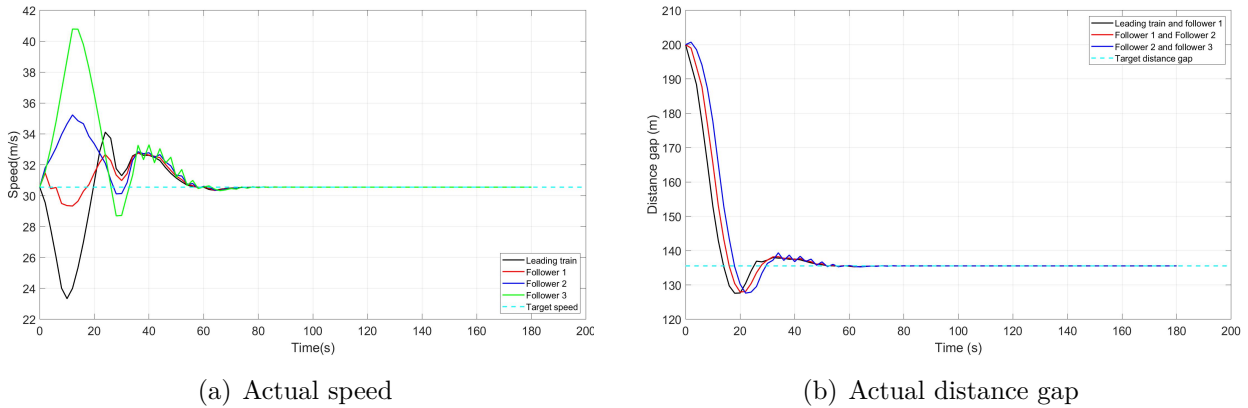 42
40
38
36
34
32
30
28
26
24
22
Speed(m/s)
0 20 40 60 80 100 120 140 160 180 200
Time(s)
Leading train
Follower 1
Follower 2
Follower 3
Target speed
(a) Actual speed
210
200
190
180
170
160
150
140
130
120
Distance gap (m)
0 20 40 60 80 100 120 140 160 180 200
Time (s)
Leading train and follower 1
Follower 1 and Follower 2
Follower 2 and follower 3
Target distance gap
(b) Actual distance gap